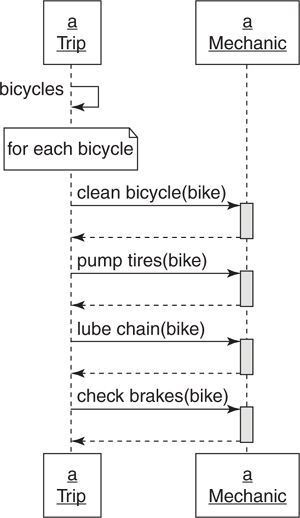 a
Trip
a
Mechanic
bicycles
for each bicycle
clean bicycle(bike)
pump tires(bike)
lube chain(bike)
check brakes(bike)
a
Trip
a
Mechanic